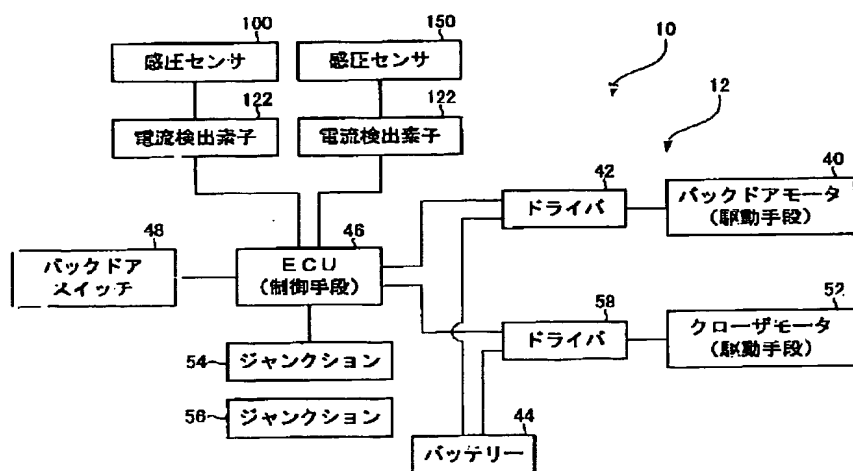 100
感圧センサ
150
感圧センサ
10
122
電流検出素子
122
電流検出素子
12
42
ドライバ
40
バックドアモータ
(駆動手段)
48
バックドア
スイッチ
46
ECU
(制御手段)
58
ドライバ
52
クローザモータ
(駆動手段)
54
ジャンクション
56
ジャンクション
44
バッテリー